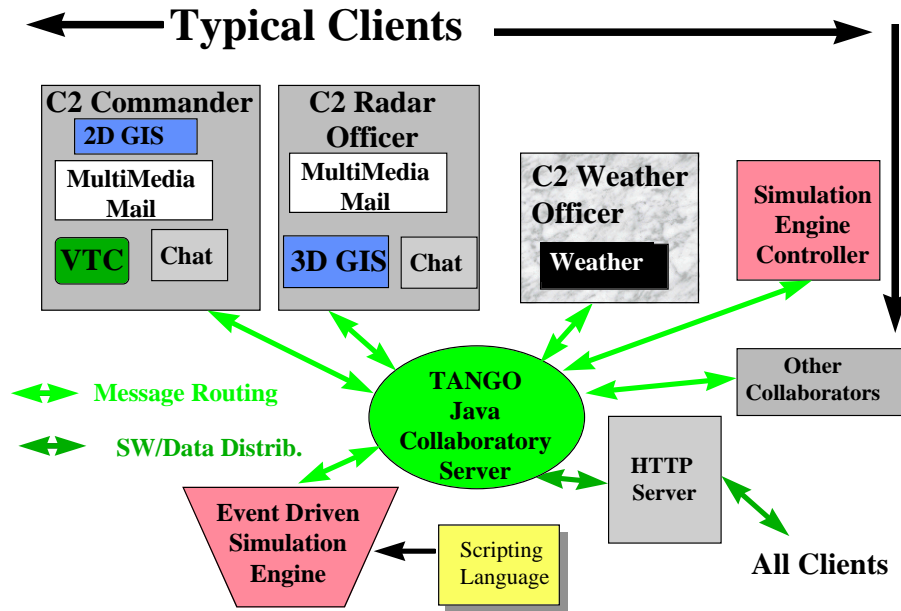 Typical Clients
C2 Commander
2D GIS
MultiMedia
Mail
VTC
Chat
C2 Radar
Officer
MultiMedia
Mail
3D GIS
Chat
C2 Weather
Officer
Weather
Simulation
Engine
Controller
Other
Collaborators
TANGO
Java
Collaboratory
Server
Message Routing
SW/Data Distrib.
HTTP
Server
Event Driven
Simulation
Engine
Scripting
Language
All Clients